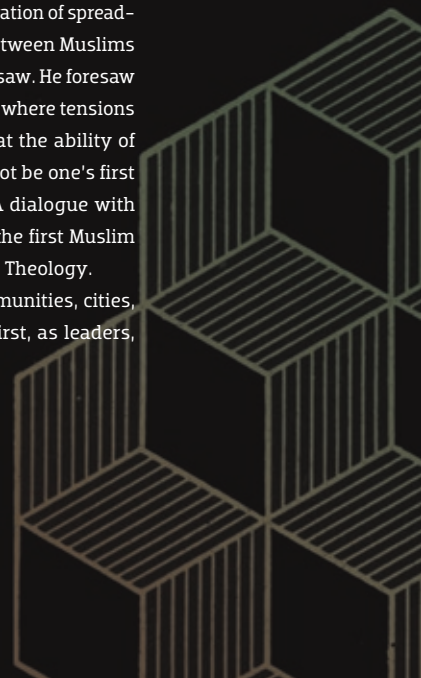 ation of spread-
tween Muslims
saw. He foresaw
where tensions
at the ability of
ot be one's first
A dialogue with
the first Muslim
Theology.
munities, cities,
irst, as leaders,